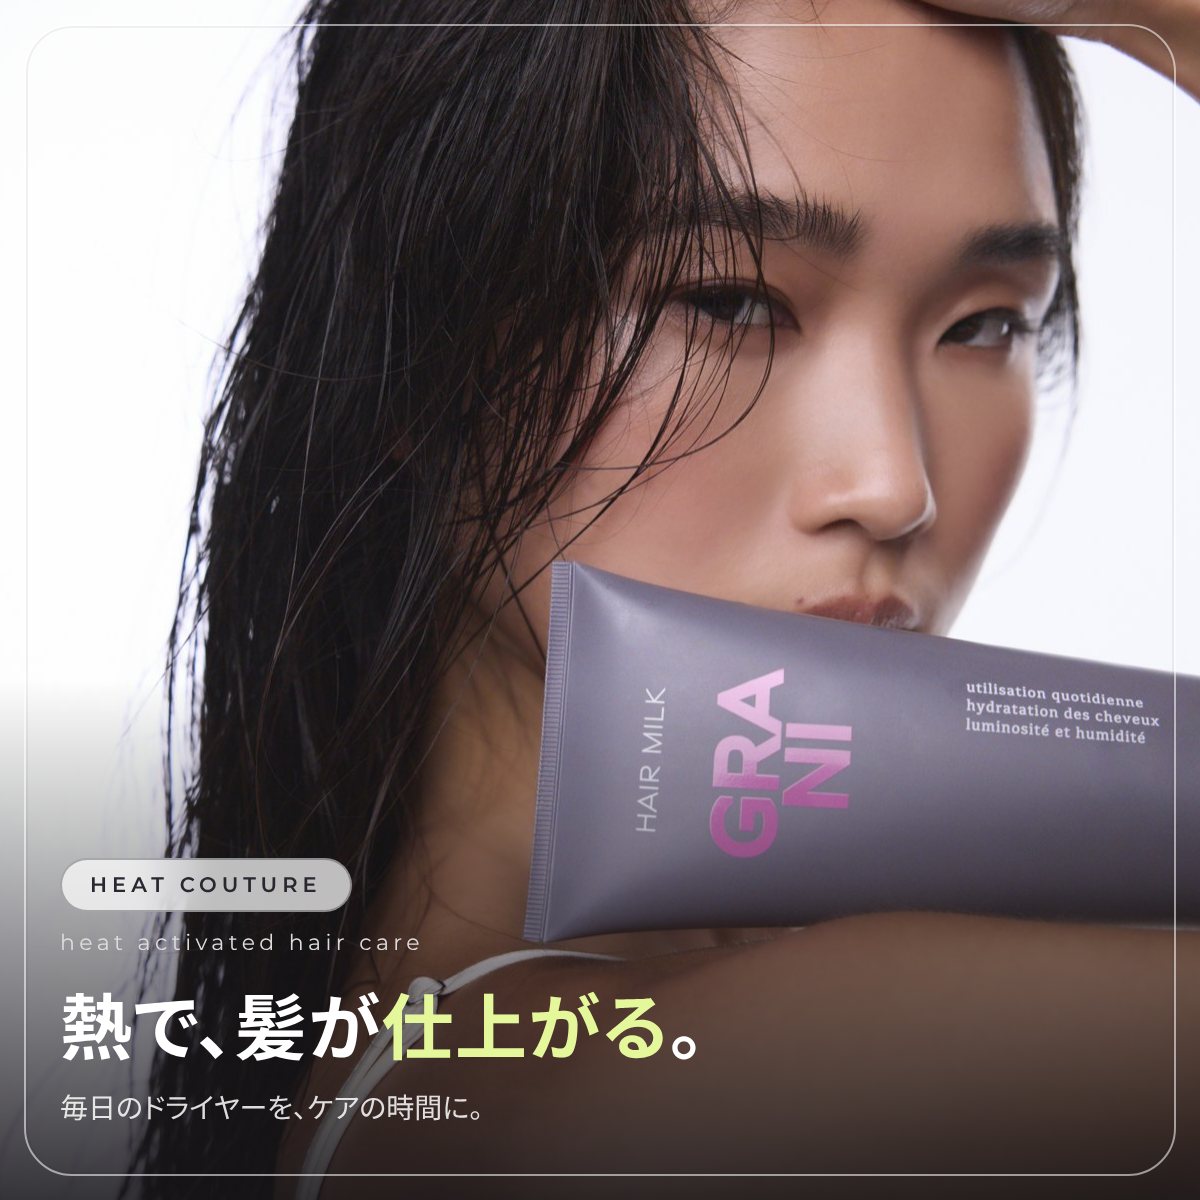 HAIR MILK
GRA
NI
utilisation quotidienne
hydratation des cheveux
luminosité et humidité
HEAT COUTURE
heat activated hair care
熱で、髪が仕上がる。
毎日のドライヤーを、ケアの時間に。